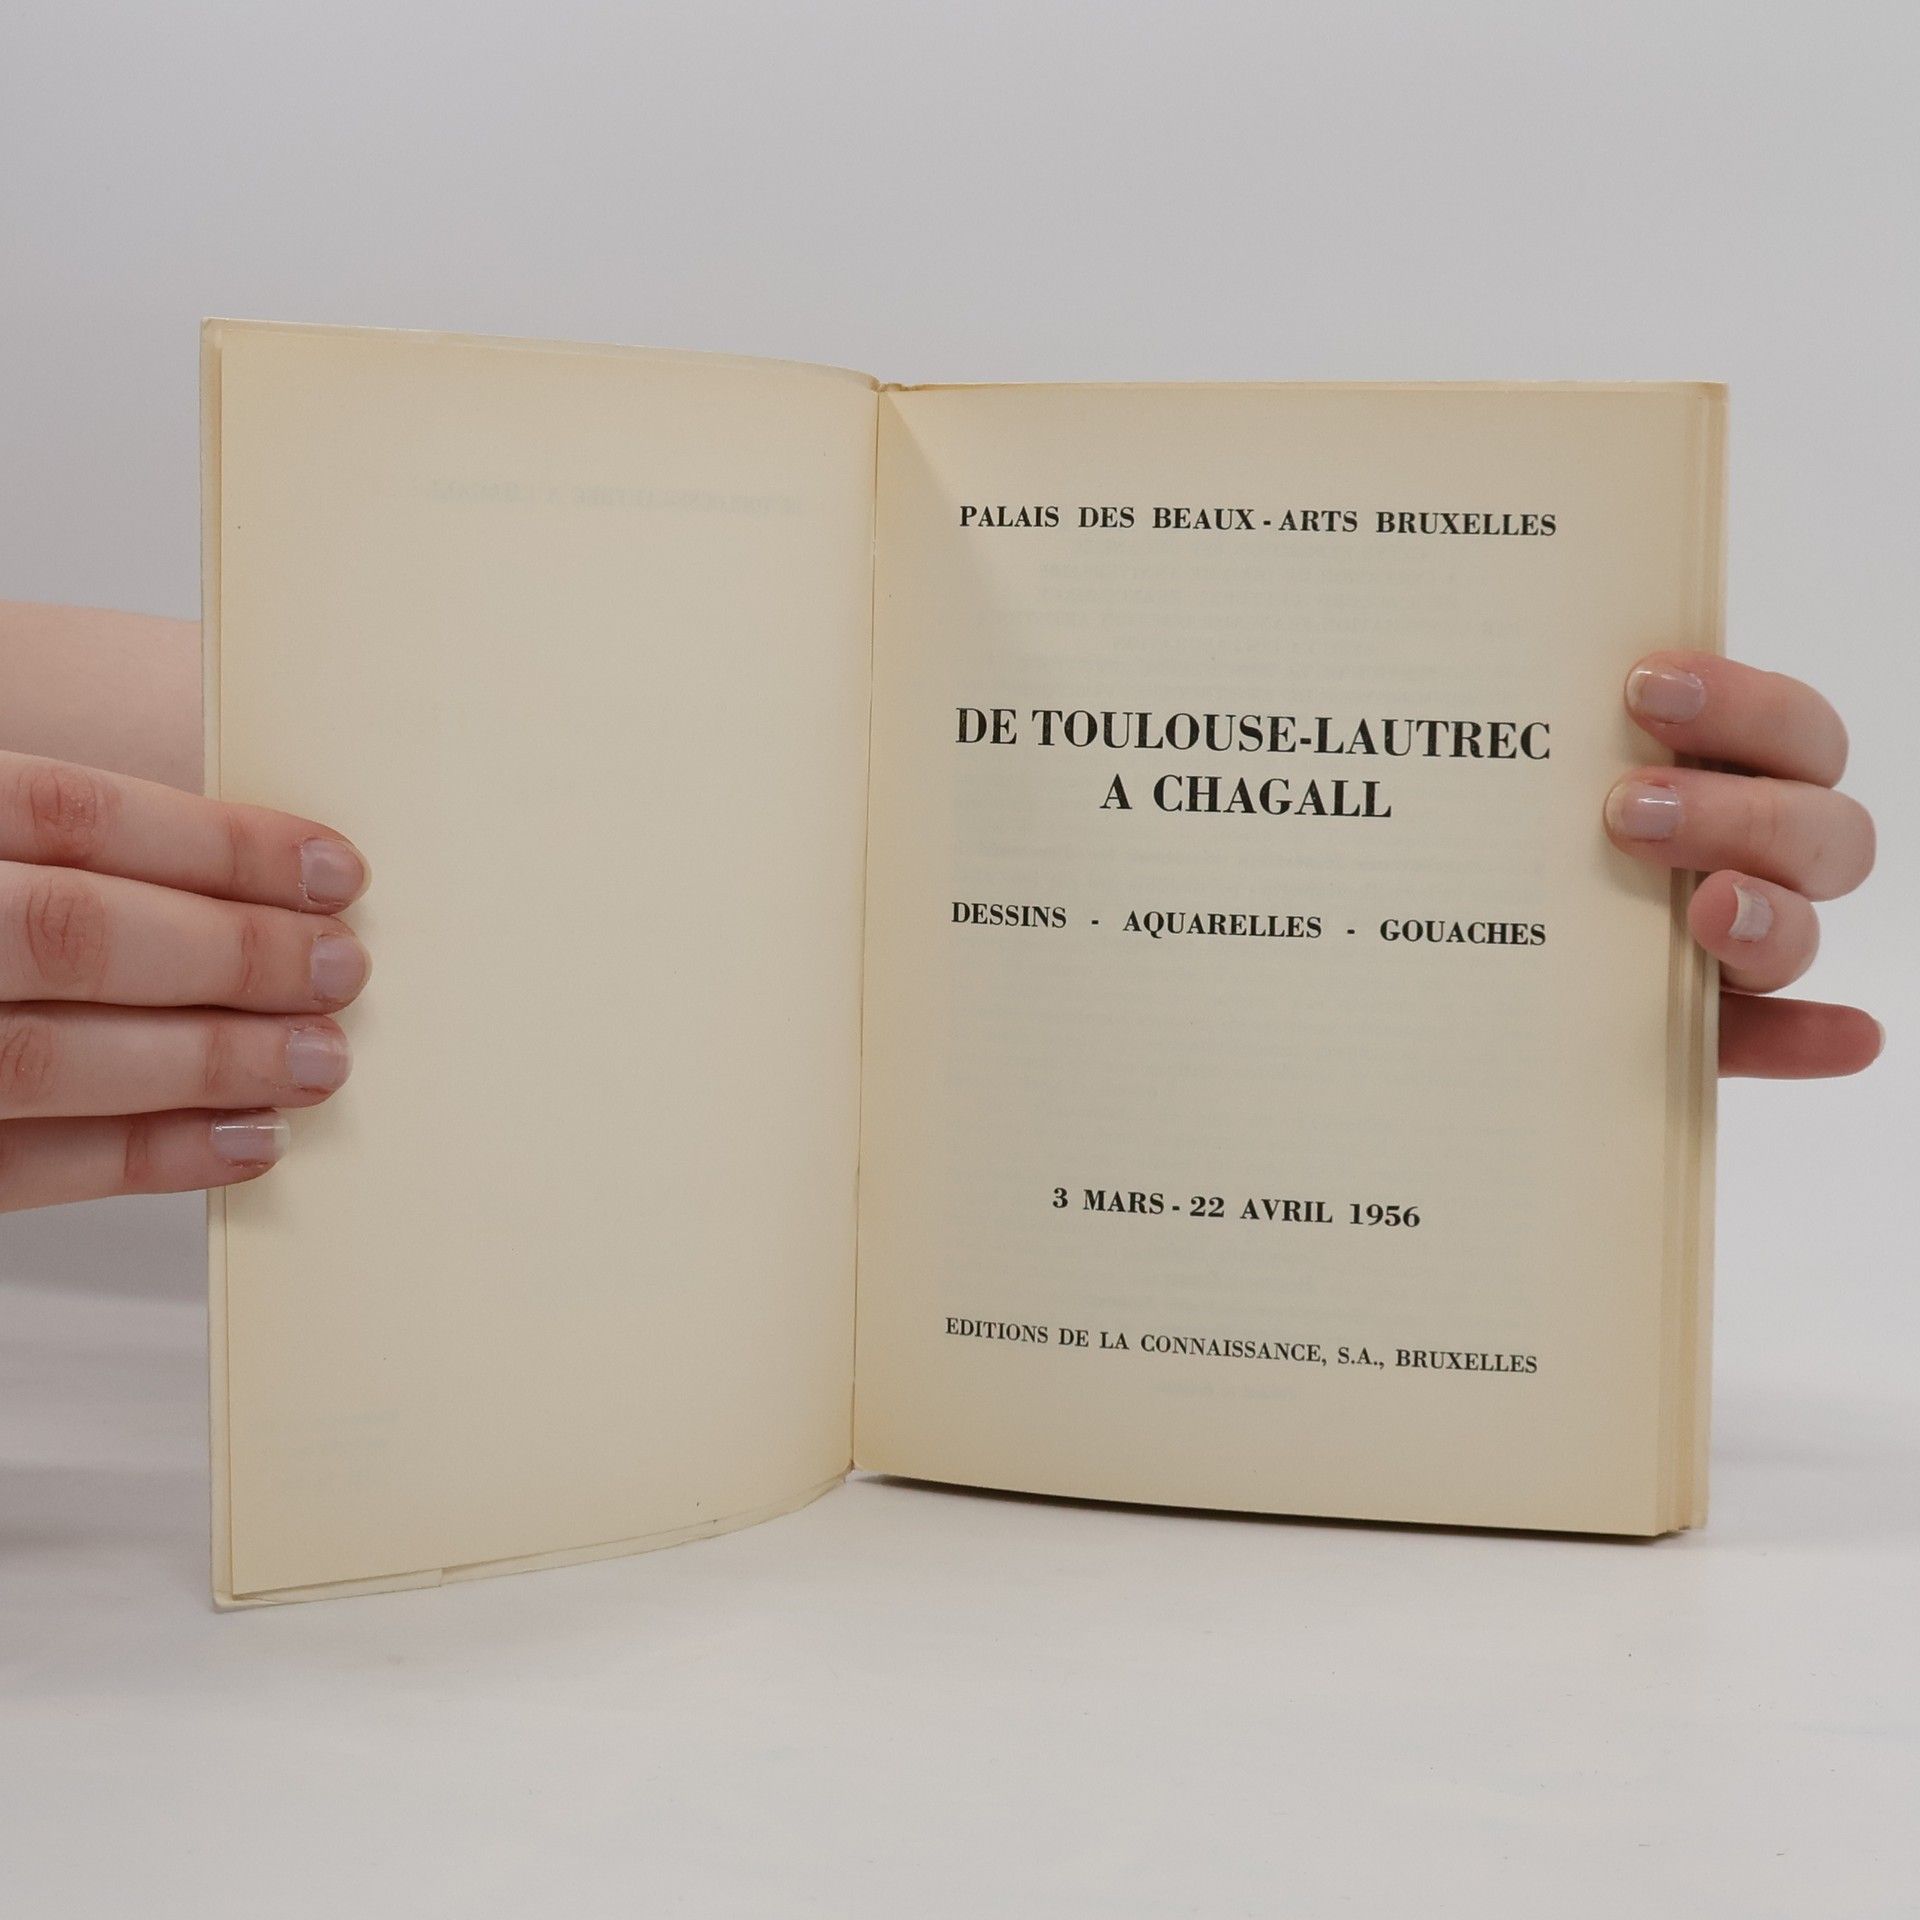 PALAIS DES BEAUX-ARTS BRUXELLES
DE TOULOUSE-LAUTREC
A CHAGALL
DESSINS - AQUARELLES - GOUACHES
3 MARS - 22 AVRIL 1956
EDITIONS DE LA CONNAISSANCE, S.A., BRUXELLES